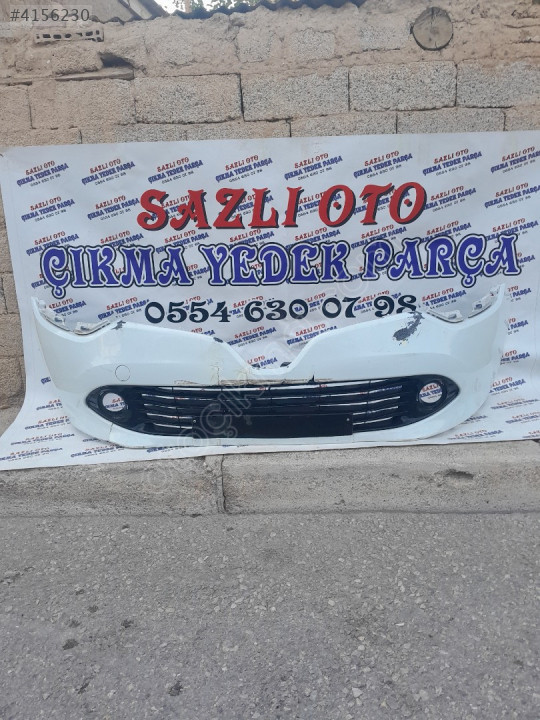 #4156230
SAZLI OTO
ÇIKMA YEDEK PARÇA
0554 630 07 98